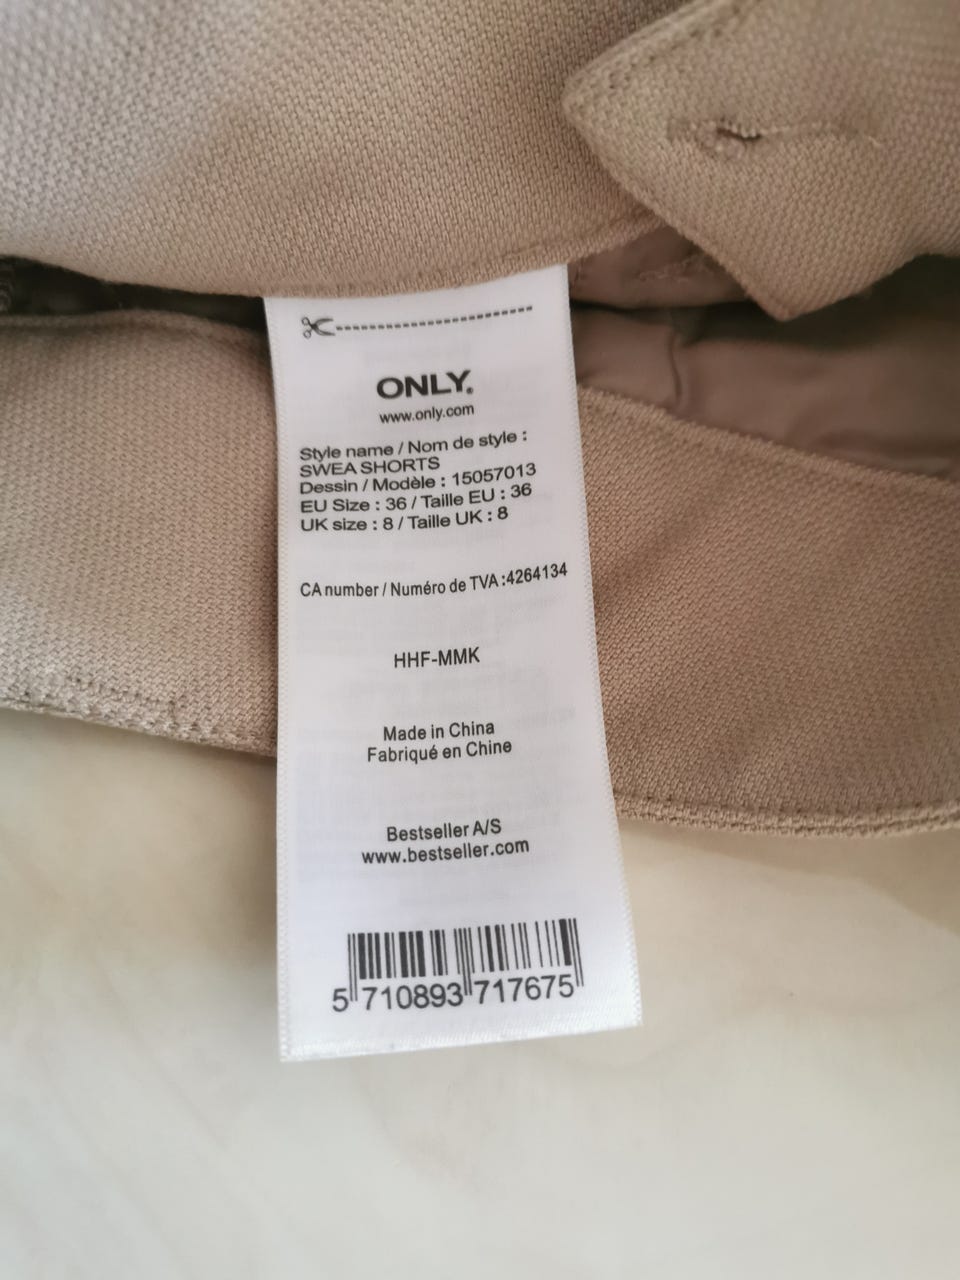 ONLY.
www.only.com
Style name / Nom de style :
SWEA SHORTS
Dessin / Modèle : 15057013
EU Size : 36 / Taille EU : 36
UK size : 8 / Taille UK : 8
CA number / Numéro de TVA :4264134
HHF-MMK
Made in China
Fabriqué en Chine
Bestseller A/S
www.bestseller.com
5 710893 717675